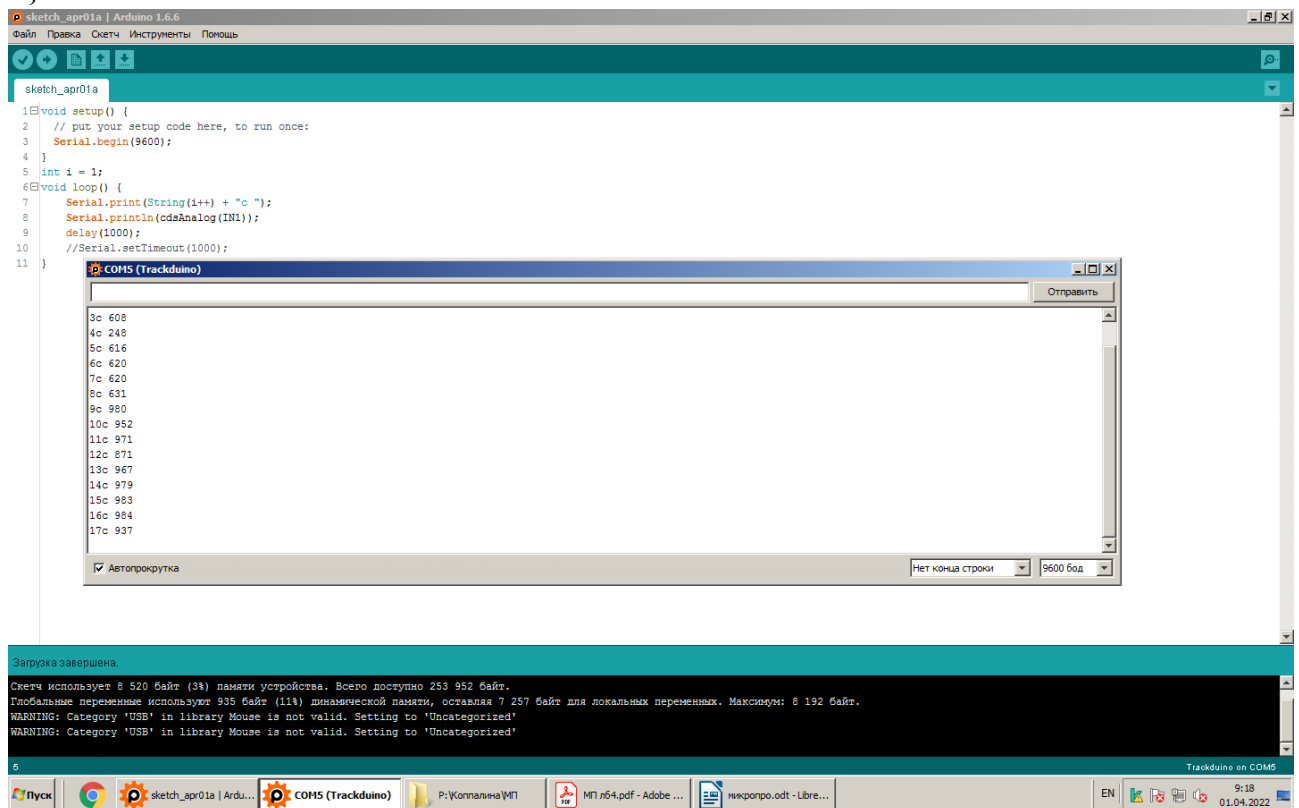 sketch_apr01a | Arduino 1.6.6
Файл Правка Скетч Инструменты Помощь
sketch_apr01a
1 void setup() {
2 // put your setup code here, to run once:
3 Serial.begin(9600);
4 }
5 int i = 1;
6 void loop() {
7 Serial.print(String(i++) + "c ");
8 Serial.println(cdsAnalog(IN1));
9 delay(1000);
10 //Serial.setTimeout(1000);
11 }
COM5 (Trackduino)
Отправить
3c 608
4c 248
5c 616
6c 620
7c 620
8c 631
9c 980
10c 952
11c 971
12c 871
13c 967
14c 979
15c 983
16c 984
17c 937
Автопрокрутка Нет конца строки 9600 бод
Загрузка завершена.
Скетч использует 8 520 байт (3%) памяти устройства. Всего доступно 253 952 байт.
Глобальные переменные используют 935 байт (11%) динамической памяти, оставляя 7 257 байт для локальных переменных. Максимум: 8 192 байт.
WARNING: Category 'USB' in library Mouse is not valid. Setting to 'Uncategorized'
WARNING: Category 'USB' in library Mouse is not valid. Setting to 'Uncategorized'
5 Trackduino on COM5
Пуск sketch_apr01a | Ardu... COM5 (Trackduino) P:\Коппалина\МП МП лб4.pdf - Adobe ... микропро.odt - Libre... EN 9:18
01.04.2022